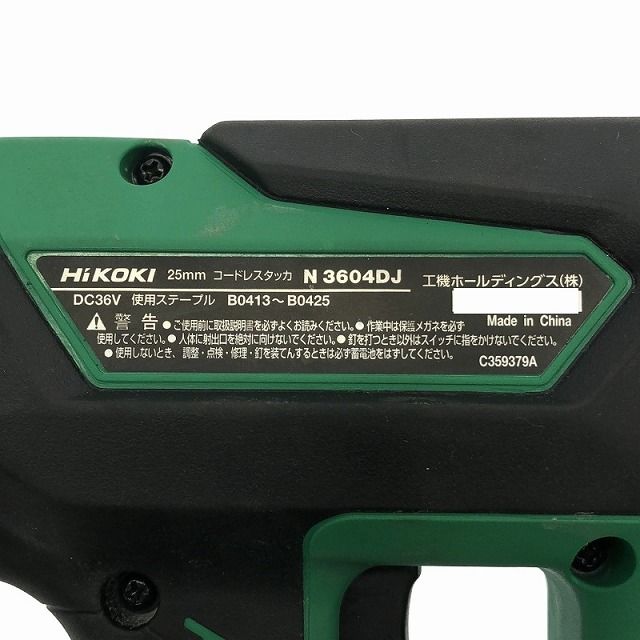 HiKOKI 25mm コードレスタッカ N 3604DJ 工機ホールディングス(株)
DC36V 使用ステープル B0413～B0425
Made in China
警告 ●ご使用前に取扱説明書を必ずよくお読みください。●作業中は保護メガネを必ず
使用してください。●人体に射出口を絶対に向けないでください。●釘を打つとき以外はスイッチに指をかけないでください。
●使用しないとき、調整・点検・修理・釘を装てんするときは必ず蓄電池をはずしてください。
C359379A